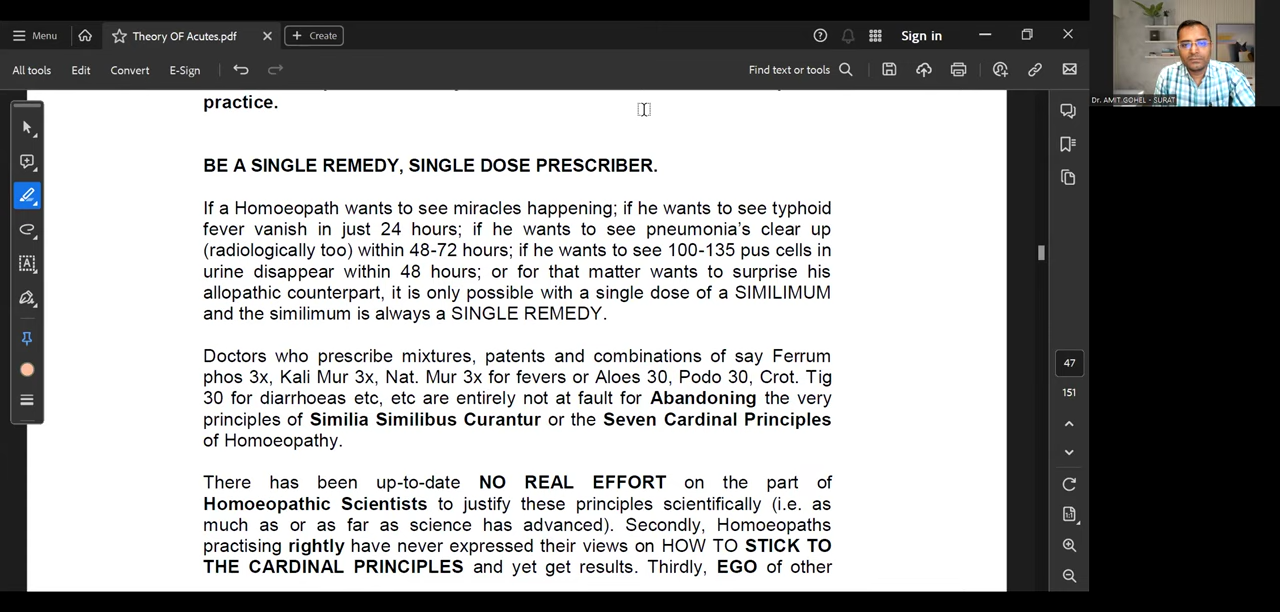 Menu
Theory OF Acutes.pdf
Create
Sign in
All tools
Edit
Convert
E-Sign
Find text or tools
Dr. AMIT GOHEL - SURAT
practice.
BE A SINGLE REMEDY, SINGLE DOSE PRESCRIBER.
If a Homoeopath wants to see miracles happening; if he wants to see typhoid
fever vanish in just 24 hours; if he wants to see pneumonia's clear up
(radiologically too) within 48-72 hours; if he wants to see 100-135 pus cells in
urine disappear within 48 hours; or for that matter wants to surprise his
allopathic counterpart, it is only possible with a single dose of a SIMILIMUM
and the similimum is always a SINGLE REMEDY.
Doctors who prescribe mixtures, patents and combinations of say Ferrum
phos 3x, Kali Mur 3x, Nat. Mur 3x for fevers or Aloes 30, Podo 30, Crot. Tig
30 for diarrhoeas etc, etc are entirely not at fault for Abandoning the very
principles of Similia Similibus Curantur or the Seven Cardinal Principles
of Homoeopathy.
There has been up-to-date NO REAL EFFORT on the part of
Homoeopathic Scientists to justify these principles scientifically (i.e. as
much as or as far as science has advanced). Secondly, Homoeopaths
practising rightly have never expressed their views on HOW TO STICK TO
THE CARDINAL PRINCIPLES and yet get results. Thirdly, EGO of other
47
151